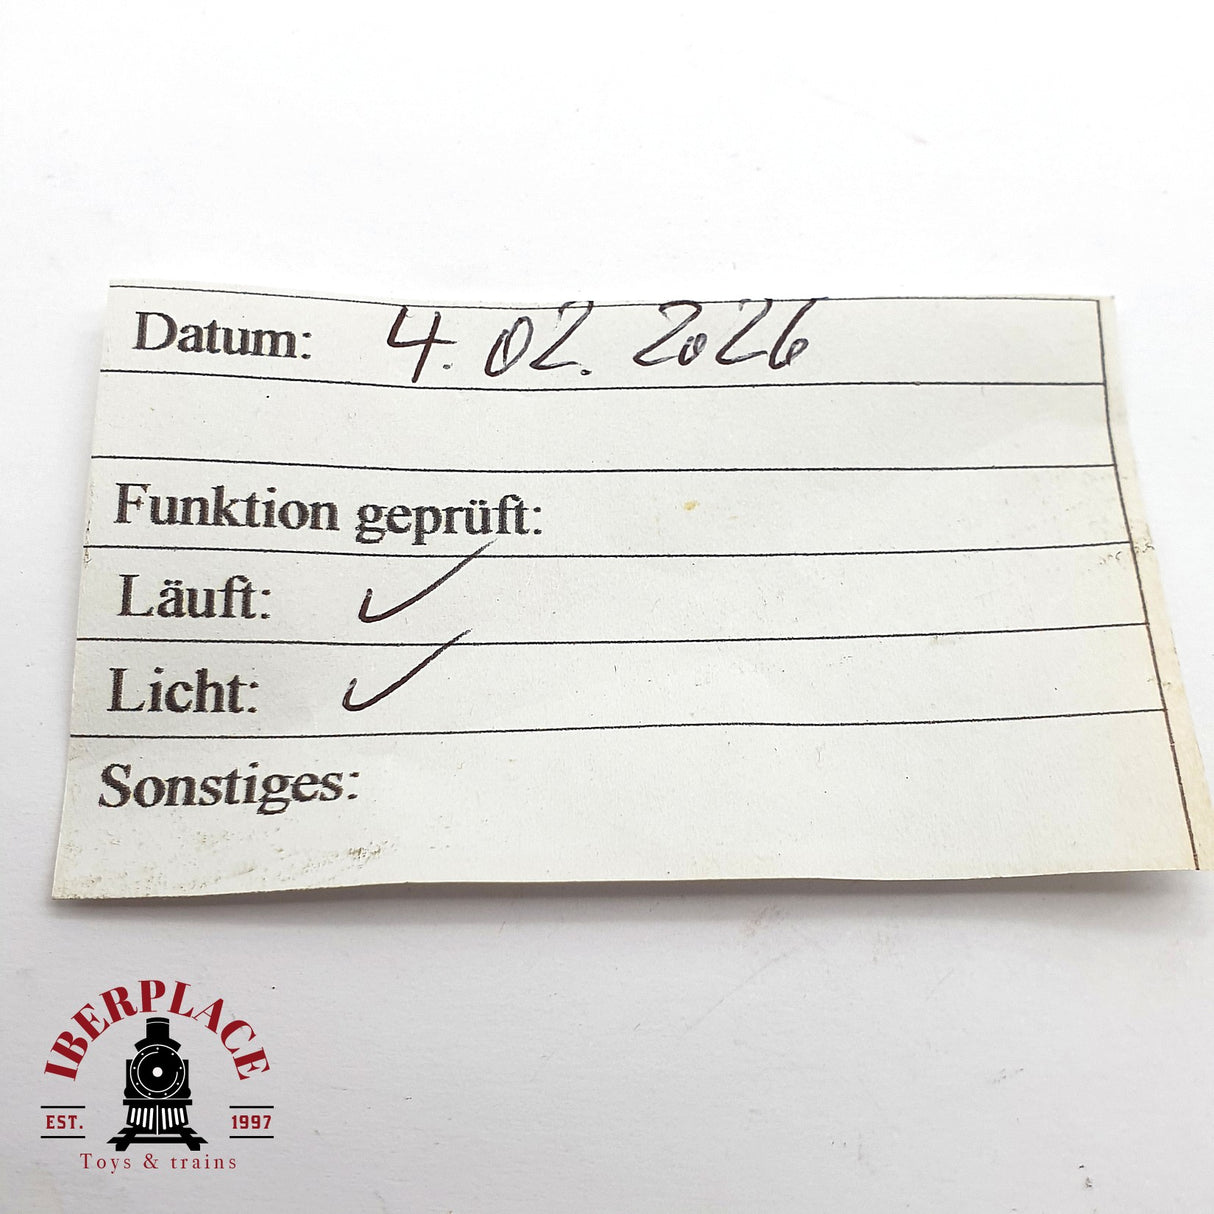 Datum: 4. 02. 2026
Funktion geprüft:
Läuft: ✓
Licht: ✓
Sonstiges:
IBERPLACE
EST. 1997
Toys & trains